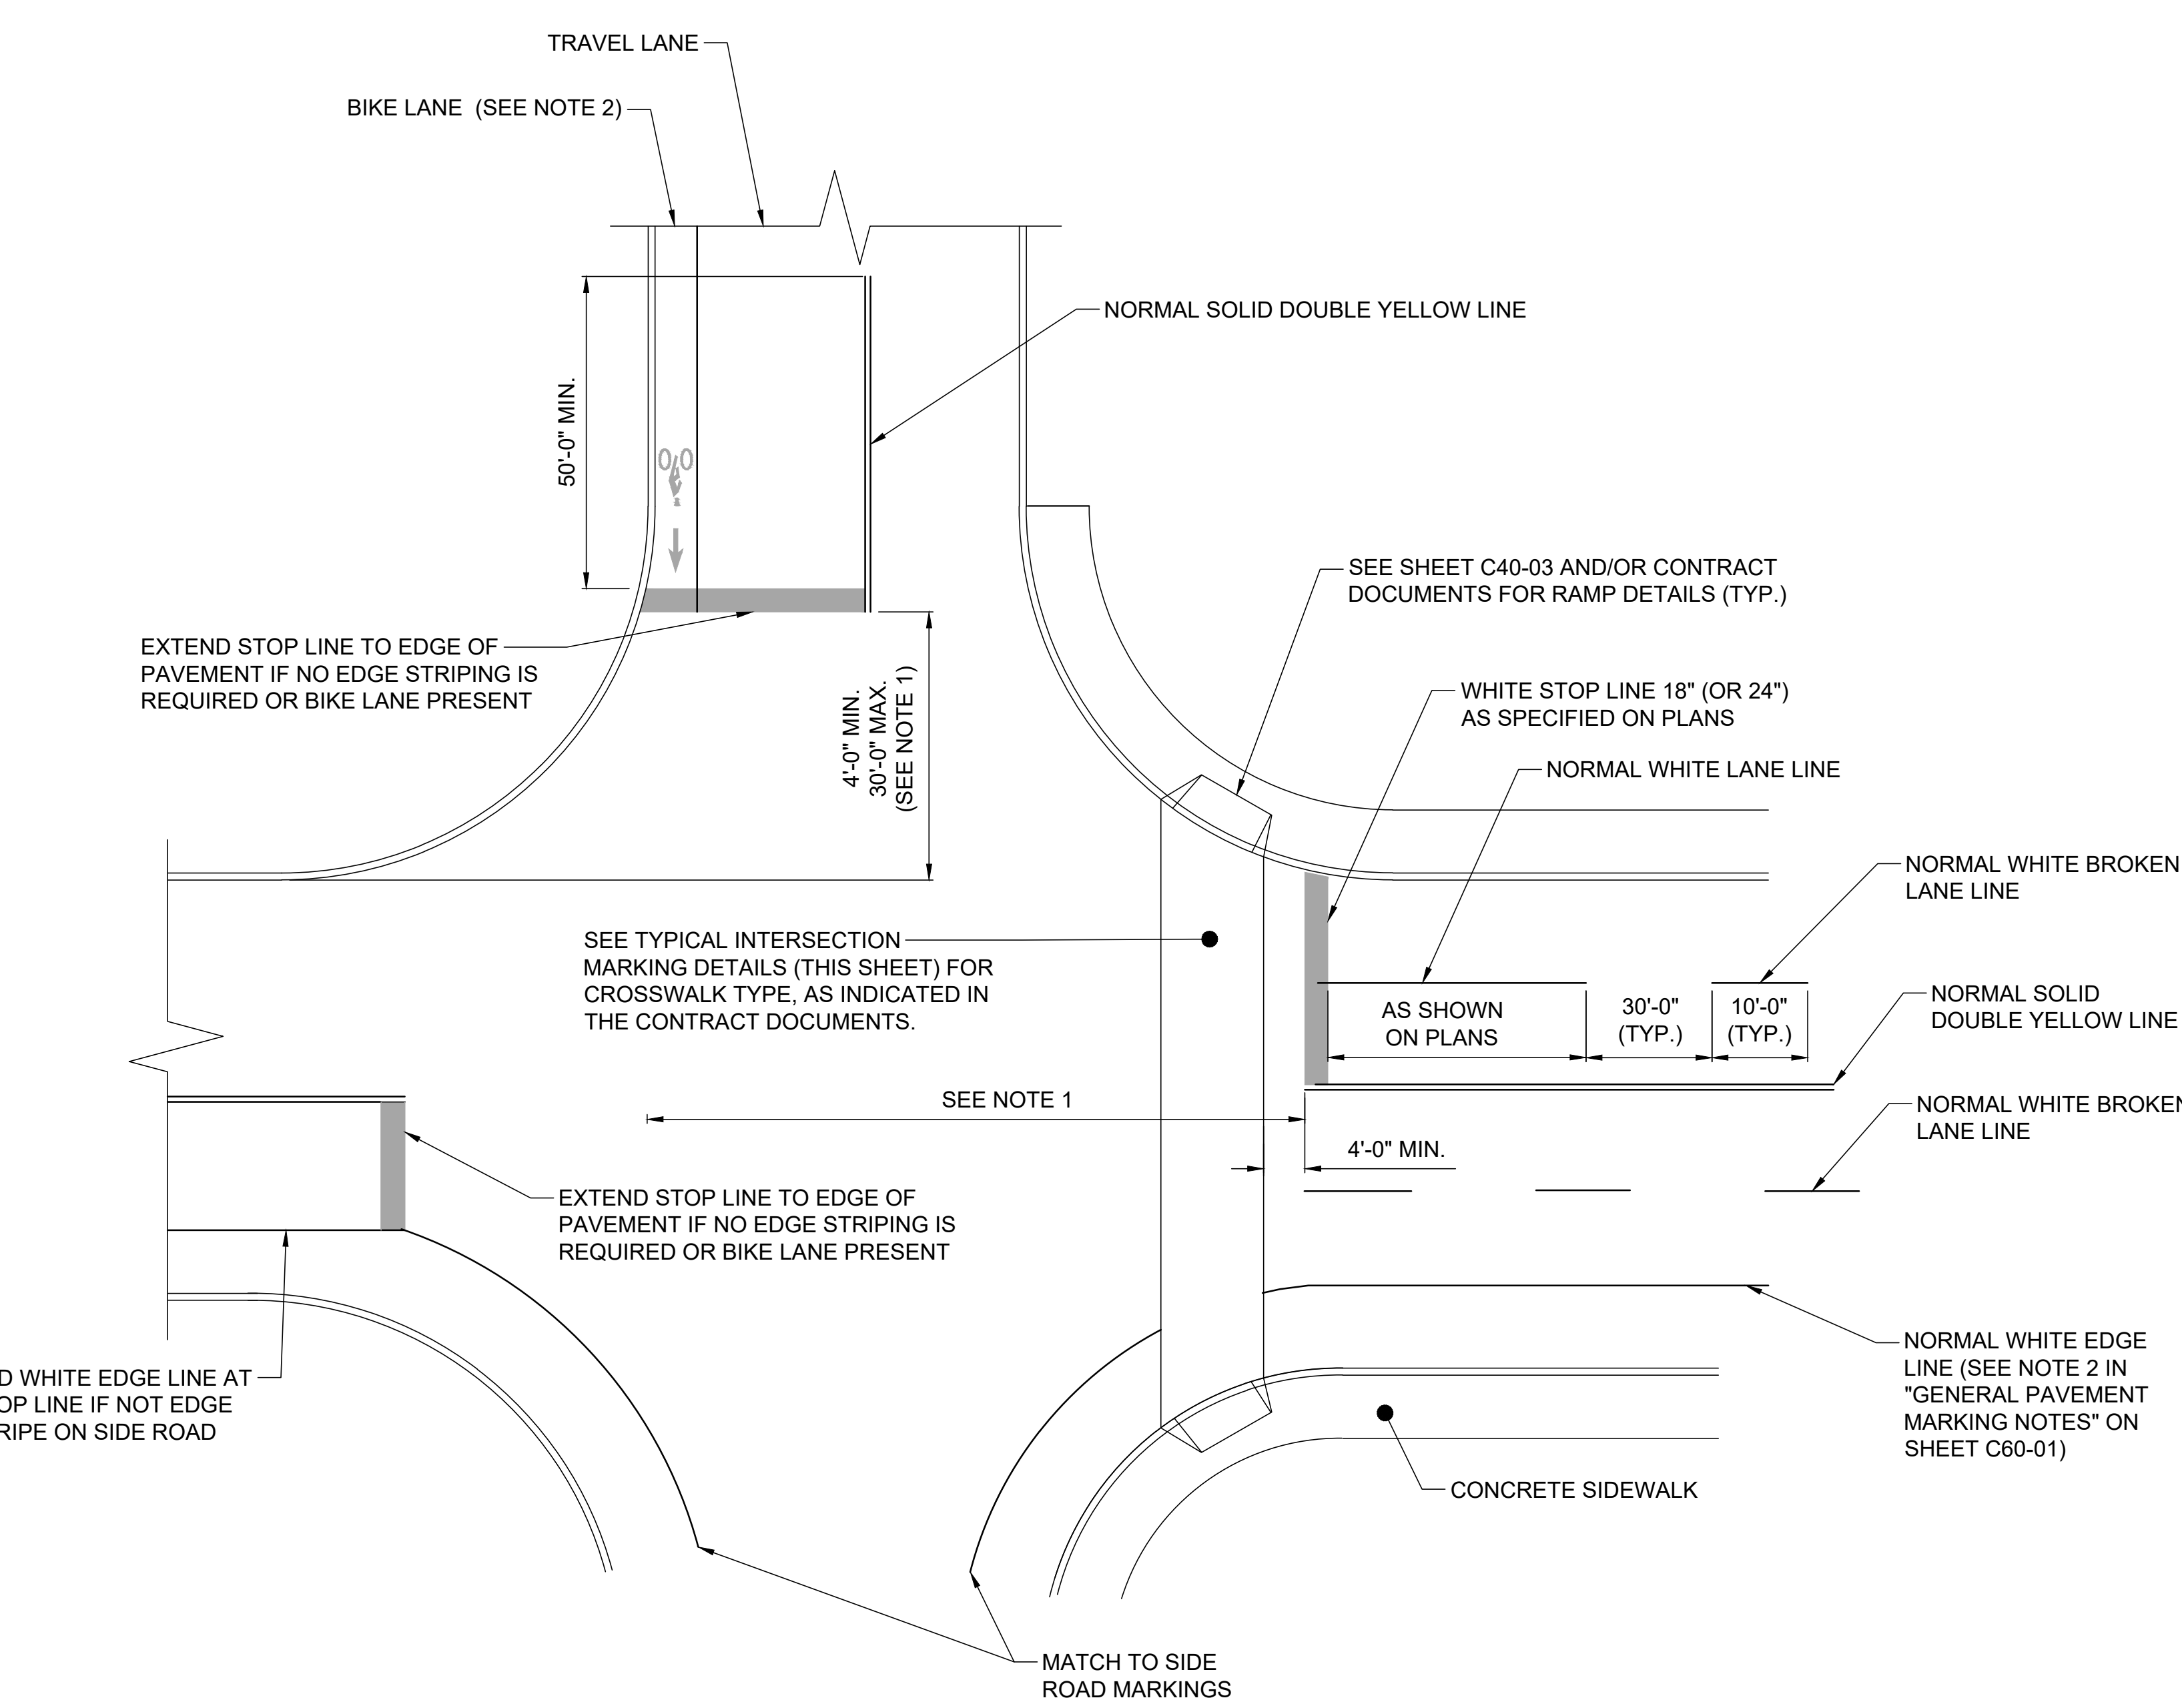 TRAVEL LANE
BIKE LANE (SEE NOTE 2)
NORMAL SOLID DOUBLE YELLOW LINE
50'-0" MIN.
SEE SHEET C40-03 AND/OR CONTRACT
DOCUMENTS FOR RAMP DETAILS (TYP.)
EXTEND STOP LINE TO EDGE OF
PAVEMENT IF NO EDGE STRIPING IS
REQUIRED OR BIKE LANE PRESENT
4'-0" MIN.
30'-0" MAX.
(SEE NOTE 1)
WHITE STOP LINE 18" (OR 24")
AS SPECIFIED ON PLANS
NORMAL WHITE LANE LINE
NORMAL WHITE BROKEN
LANE LINE
SEE TYPICAL INTERSECTION
MARKING DETAILS (THIS SHEET) FOR
CROSSWALK TYPE, AS INDICATED IN
THE CONTRACT DOCUMENTS.
AS SHOWN
ON PLANS
30'-0"
(TYP.)
10'-0"
(TYP.)
NORMAL SOLID
DOUBLE YELLOW LINE
SEE NOTE 1
4'-0" MIN.
NORMAL WHITE BROKEN
LANE LINE
EXTEND STOP LINE TO EDGE OF
PAVEMENT IF NO EDGE STRIPING IS
REQUIRED OR BIKE LANE PRESENT
D WHITE EDGE LINE AT
OP LINE IF NOT EDGE
RIPE ON SIDE ROAD
NORMAL WHITE EDGE
LINE (SEE NOTE 2 IN
"GENERAL PAVEMENT
MARKING NOTES" ON
SHEET C60-01)
CONCRETE SIDEWALK
MATCH TO SIDE
ROAD MARKINGS